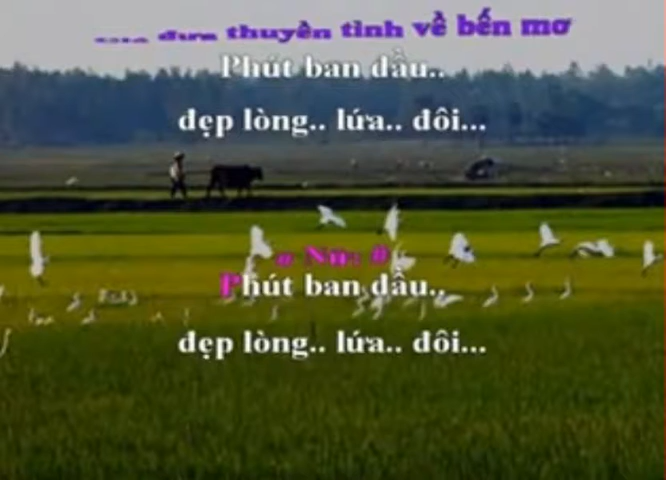 đưa thuyền tình về bến mơ
Phút ban đầu..
đẹp lòng.. lứa.. đôi...
Nữ:
Phút ban đầu..
đẹp lòng.. lứa.. đôi...